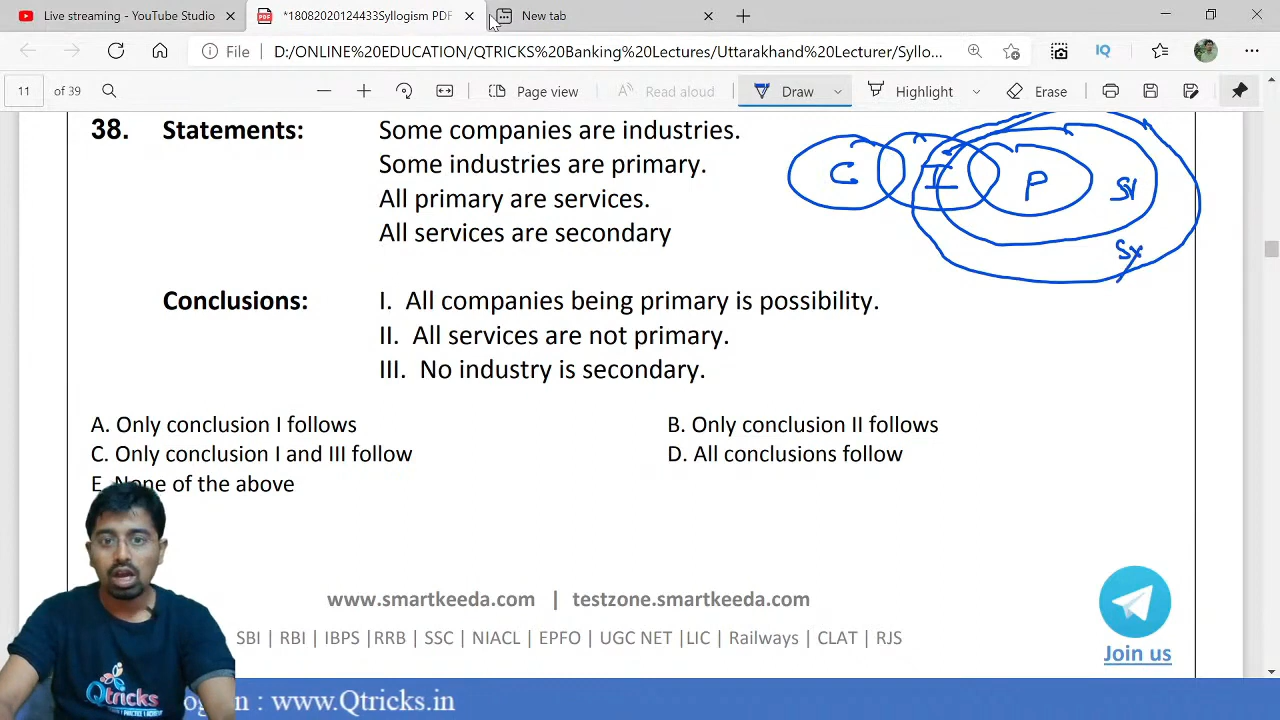 Live streaming - YouTube Studio
*18082020124433Syllogism PDF
New tab
File
D:/ONLINE%20EDUCATION/QTRICKS%20Banking%20Lectures/Uttarakhand%20Lecturer/Syllo...
IQ
11 of 39
Page view
Read aloud
Draw
Highlight
Erase
38. Statements: Some companies are industries.
Some industries are primary.
All primary are services.
All services are secondary
C I P
Sv
Sx
Conclusions: I. All companies being primary is possibility.
II. All services are not primary.
III. No industry is secondary.
A. Only conclusion I follows
B. Only conclusion II follows
C. Only conclusion I and III follow
D. All conclusions follow
E. None of the above
www.smartkeeda.com | testzone.smartkeeda.com
SBI | RBI | IBPS |RRB | SSC | NIACL | EPFO | UGC NET |LIC | Railways | CLAT | RJS
Join us
Qtricks
: www.Qtricks.in